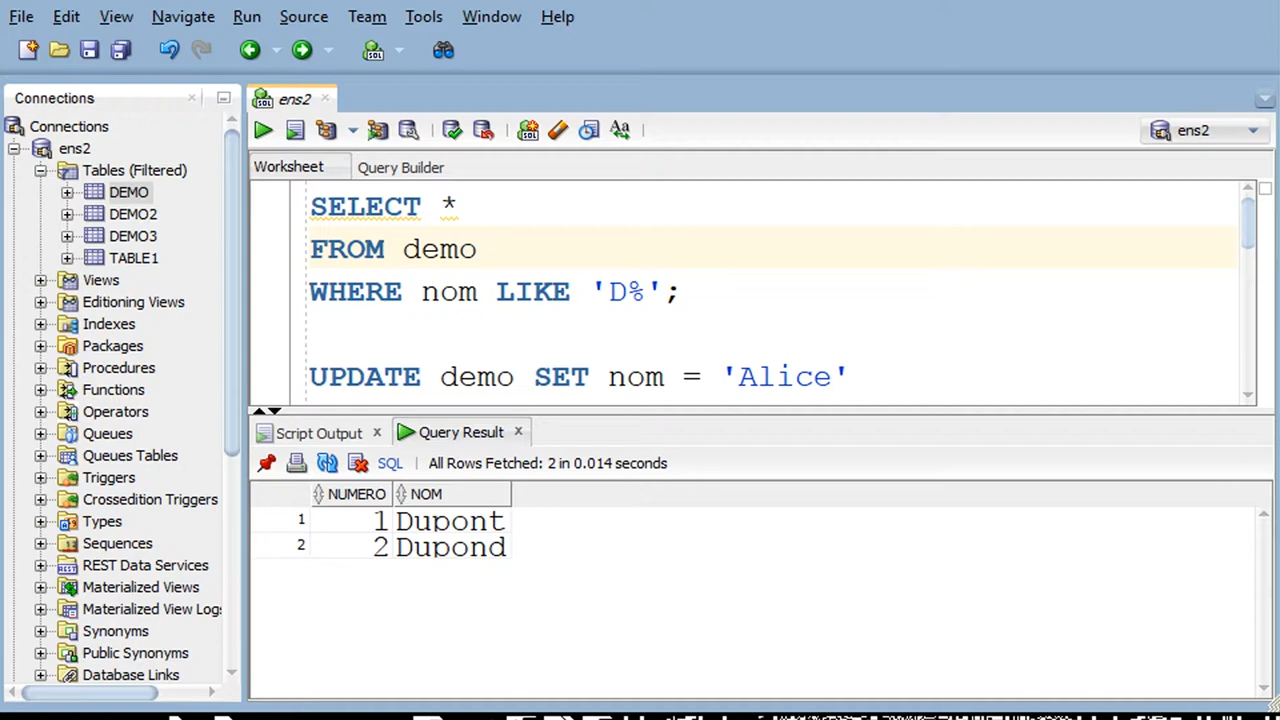 File Edit View Navigate Run Source Team Tools Window Help
Connections
ens2
ens2
Worksheet
Query Builder
Connections
ens2
Tables (Filtered)
DEMO
DEMO2
DEMO3
TABLE1
Views
Editioning Views
Indexes
Packages
Procedures
Functions
Operators
Queues
Queues Tables
Triggers
Crossedition Triggers
Types
Sequences
REST Data Services
Materialized Views
Materialized View Logs
Synonyms
Public Synonyms
Database Links
SELECT *
FROM demo
WHERE nom LIKE 'D%';
UPDATE demo SET nom = 'Alice'
Script Output
Query Result
SQL | All Rows Fetched: 2 in 0.014 seconds
NUMERO NOM
1 1 Dupont
2 2 Dupond